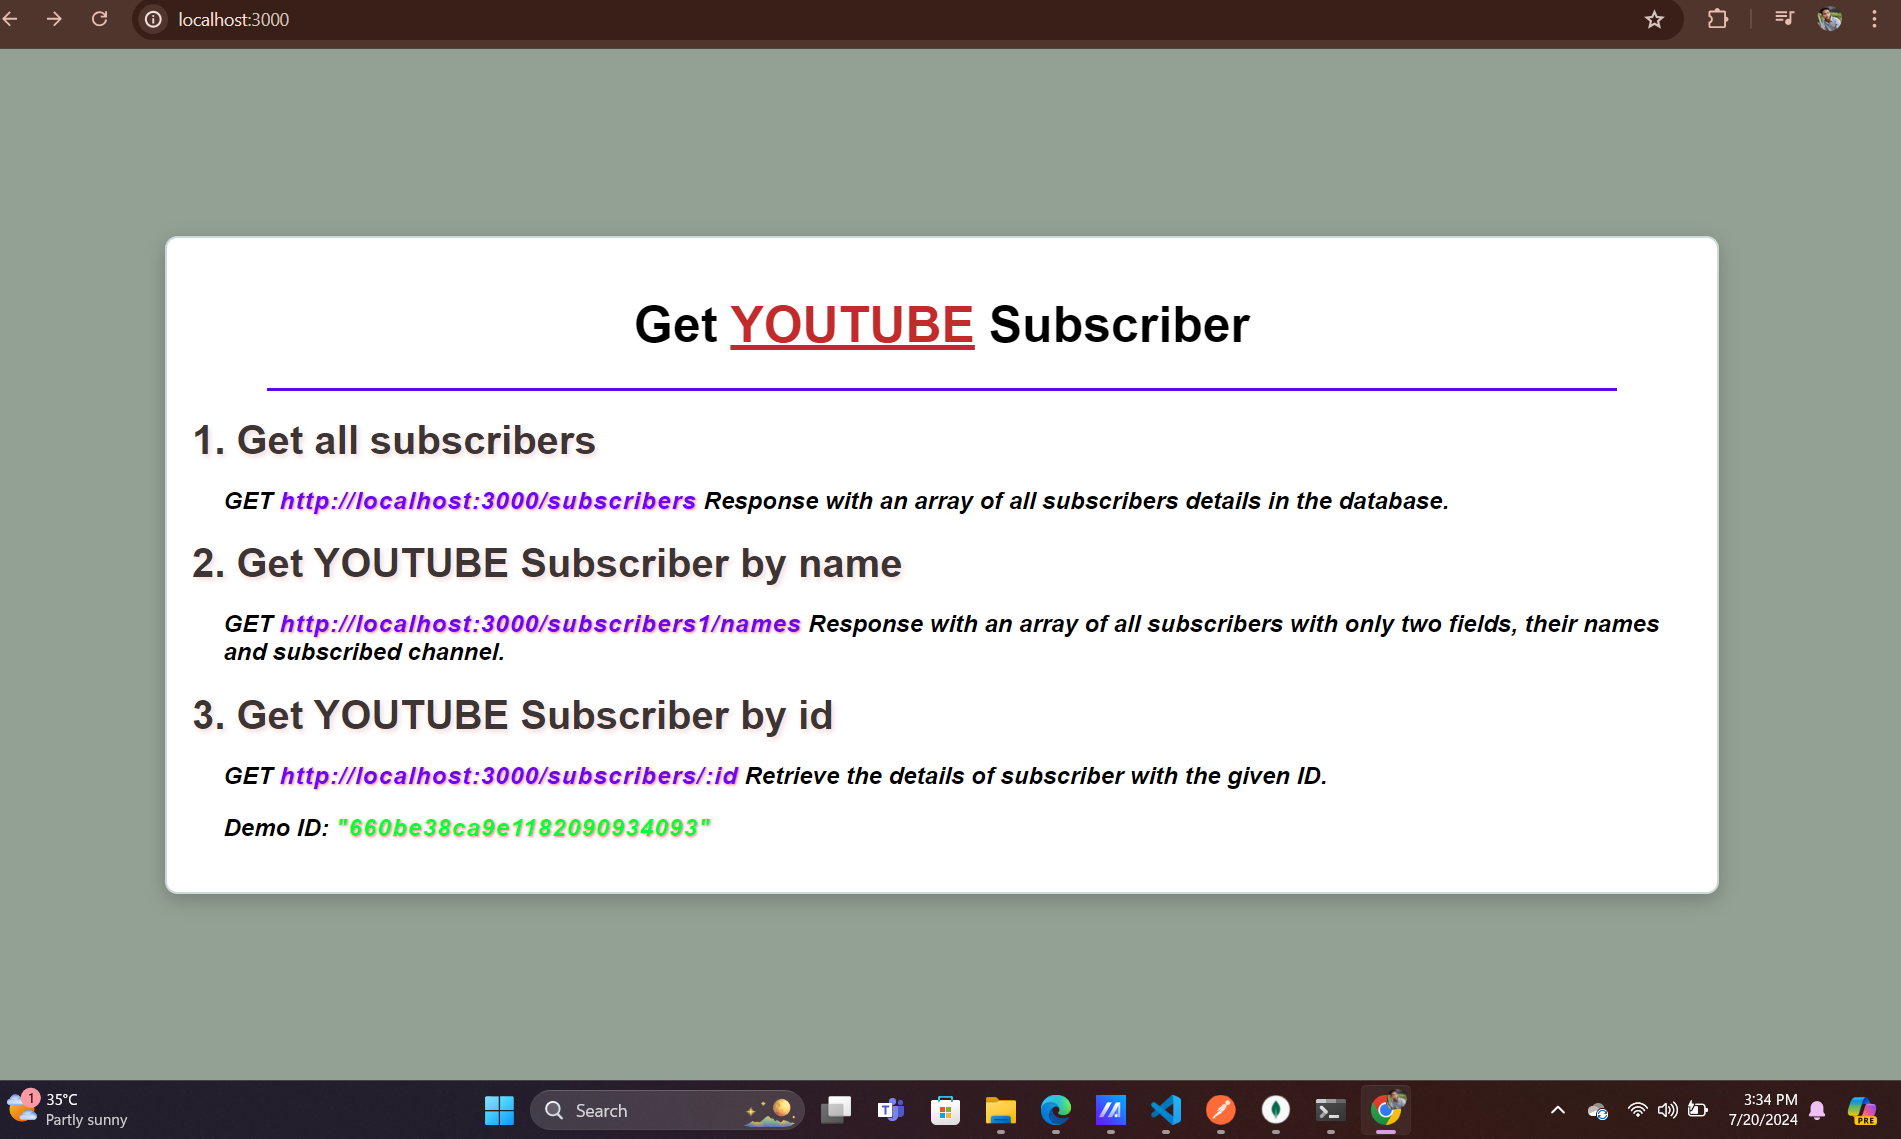 localhost:3000
Get YOUTUBE Subscriber
1. Get all subscribers
GET http://localhost:3000/subscribers Response with an array of all subscribers details in the database.
2. Get YOUTUBE Subscriber by name
GET http://localhost:3000/subscribers1/names Response with an array of all subscribers with only two fields, their names
and subscribed channel.
3. Get YOUTUBE Subscriber by id
GET http://localhost:3000/subscribers/:id Retrieve the details of subscriber with the given ID.
Demo ID: "660be38ca9e1182090934093"
1
35°C
Partly sunny
Search
3:34 PM
7/20/2024
PRE